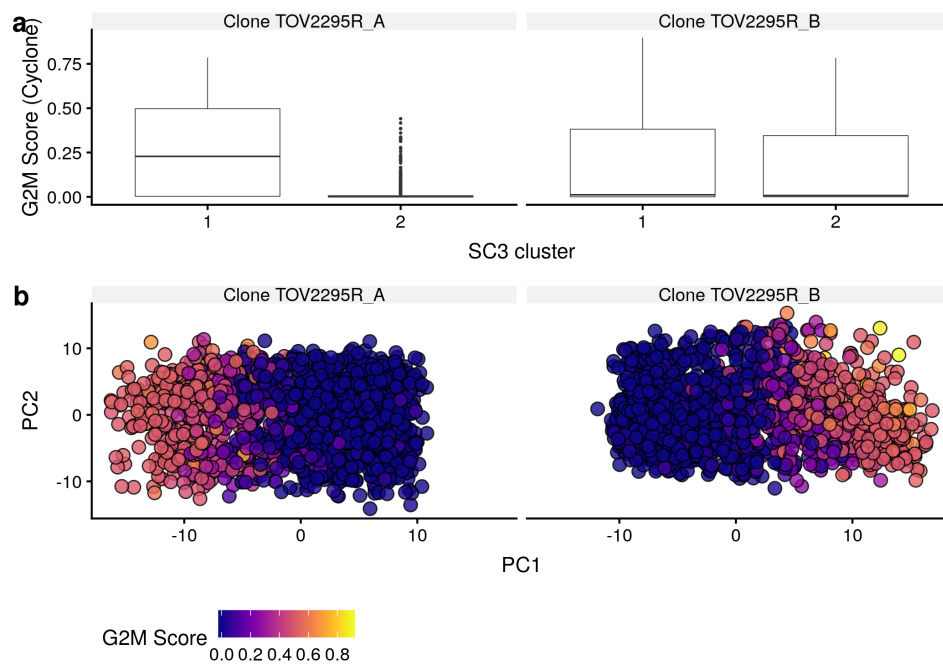 a
Clone TOV2295R_A
Clone TOV2295R_B
G2M Score (Cyclone)
0.75
0.50
0.25
0.00
1
2
1
2
SC3 cluster
b
Clone TOV2295R_A
Clone TOV2295R_B
PC2
10
0
-10
-10
0
10
-10
0
10
PC1
G2M Score
0.0 0.2 0.4 0.6 0.8